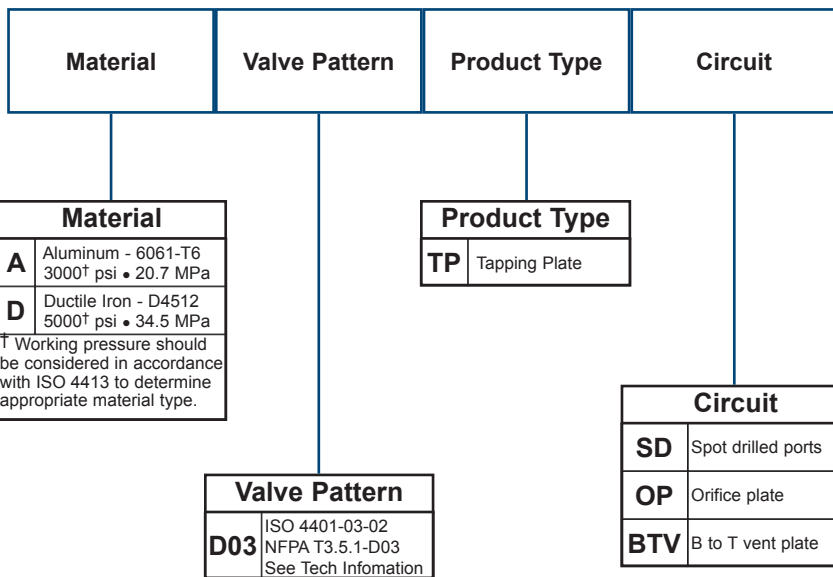 Material Valve Pattern Product Type Circuit
Material
A Aluminum - 6061-T6
3000† psi • 20.7 MPa
D Ductile Iron - D4512
5000† psi • 34.5 MPa
† Working pressure should
be considered in accordance
with ISO 4413 to determine
appropriate material type.
Product Type
TP Tapping Plate
Valve Pattern
D03 ISO 4401-03-02
NFPA T3.5.1-D03
See Tech Infomation
Circuit
SD Spot drilled ports
OP Orifice plate
BTV B to T vent plate